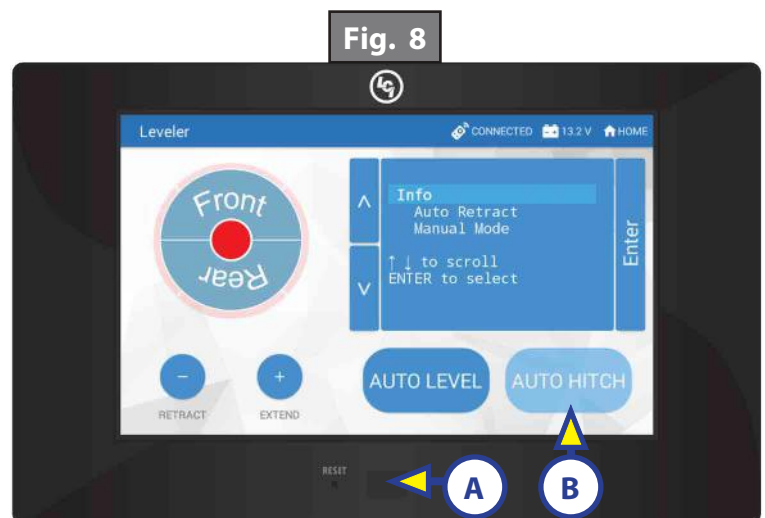 Fig. 8
LCI
Leveler
CONNECTED 13.2 V HOME
Front
Rear
^
v
Info
Auto Retract
Manual Mode
↑ ↓ to scroll
ENTER to select
Enter
AUTO LEVEL
AUTO HITCH
−
+
RETRACT
EXTEND
RESET
A
B